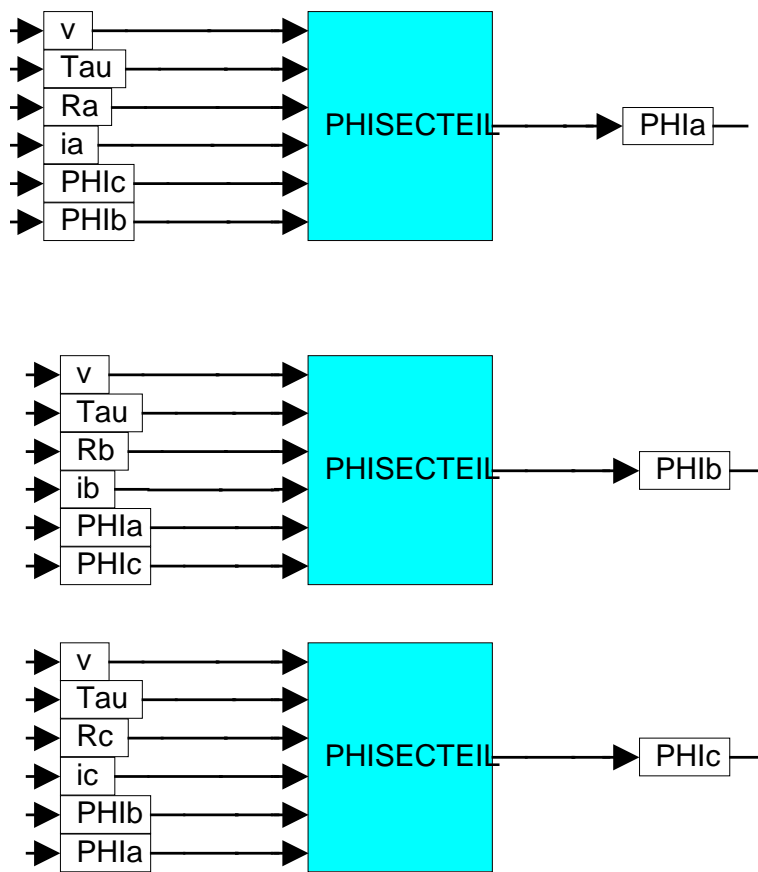 v
Tau
Ra
ia
PHIc
PHIb
PHISECTEIL
PHIa
v
Tau
Rb
ib
PHIa
PHIc
PHISECTEIL
PHIb
v
Tau
Rc
ic
PHIb
PHIa
PHISECTEIL
PHIc